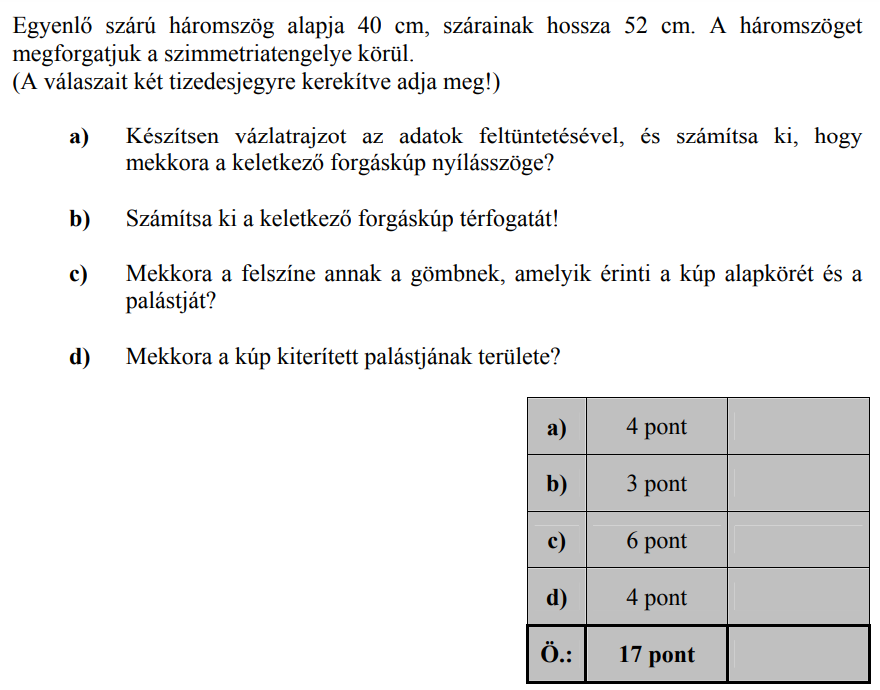 Egyenlő szárú háromszög alapja 40 cm, szárainak hossza 52 cm. A háromszöget
megforgatjuk a szimmetriatengelye körül.
(A válaszait két tizedesjegyre kerekítve adja meg!)
a) Készítsen vázlatrajzot az adatok feltüntetésével, és számítsa ki, hogy
mekkora a keletkező forgáskúp nyílásszöge?
b) Számítsa ki a keletkező forgáskúp térfogatát!
c) Mekkora a felszíne annak a gömbnek, amelyik érinti a kúp alapkörét és a
palástját?
d) Mekkora a kúp kiterített palástjának területe?
a) 4 pont
b) 3 pont
c) 6 pont
d) 4 pont
Ö.: 17 pont